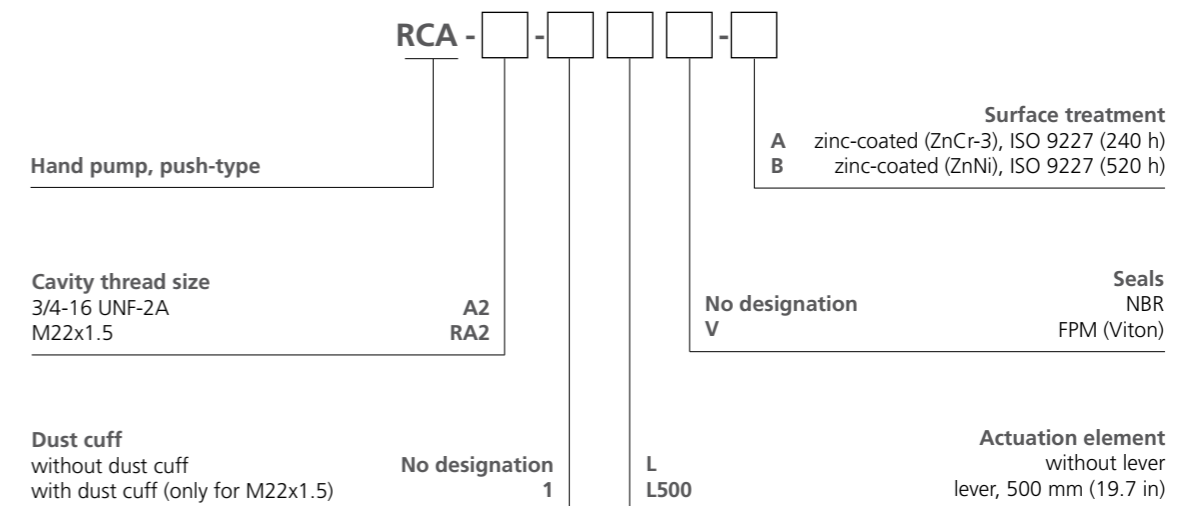 RCA - - -
Surface treatment
A zinc-coated (ZnCr-3), ISO 9227 (240 h)
B zinc-coated (ZnNi), ISO 9227 (520 h)
Hand pump, push-type
Cavity thread size
3/4-16 UNF-2A A2
M22x1.5 RA2
Seals
No designation NBR
V FPM (Viton)
Dust cuff
without dust cuff No designation
with dust cuff (only for M22x1.5) 1
Actuation element
L without lever
L500 lever, 500 mm (19.7 in)